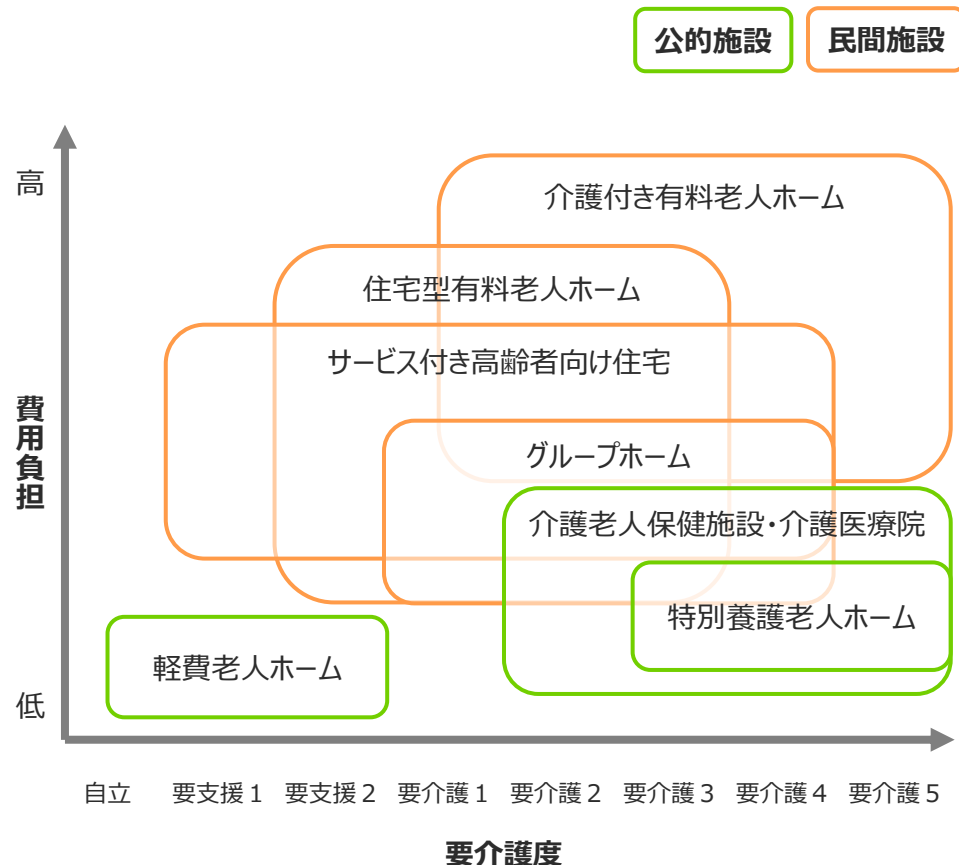 公的施設
民間施設
高
介護付き有料老人ホーム
住宅型有料老人ホーム
サービス付き高齢者向け住宅
費用負担
グループホーム
介護老人保健施設・介護医療院
特別養護老人ホーム
軽費老人ホーム
低
自立 要支援1 要支援2 要介護1 要介護2 要介護3 要介護4 要介護5
要介護度